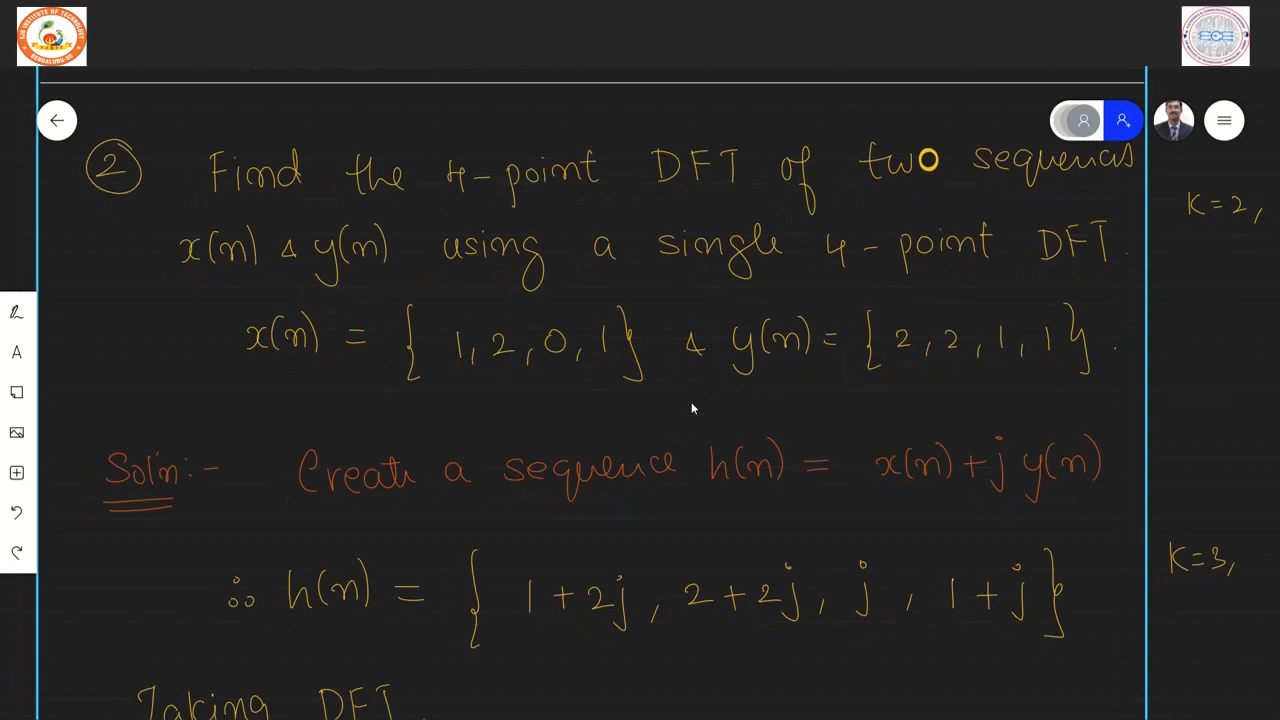 ② Find the 4-point DFT of two sequences
K=2,
x(n) & y(n) using a single 4-point DFT.
x(n) = { 1, 2, 0, 1} & y(n) = { 2, 2, 1, 1 } .
Sol'n:- Create a sequence h(n) = x(n)+j y(n)
K=3,
∴ h(n) = { 1+2j, 2+2j, j, 1+j }
Taking DFT